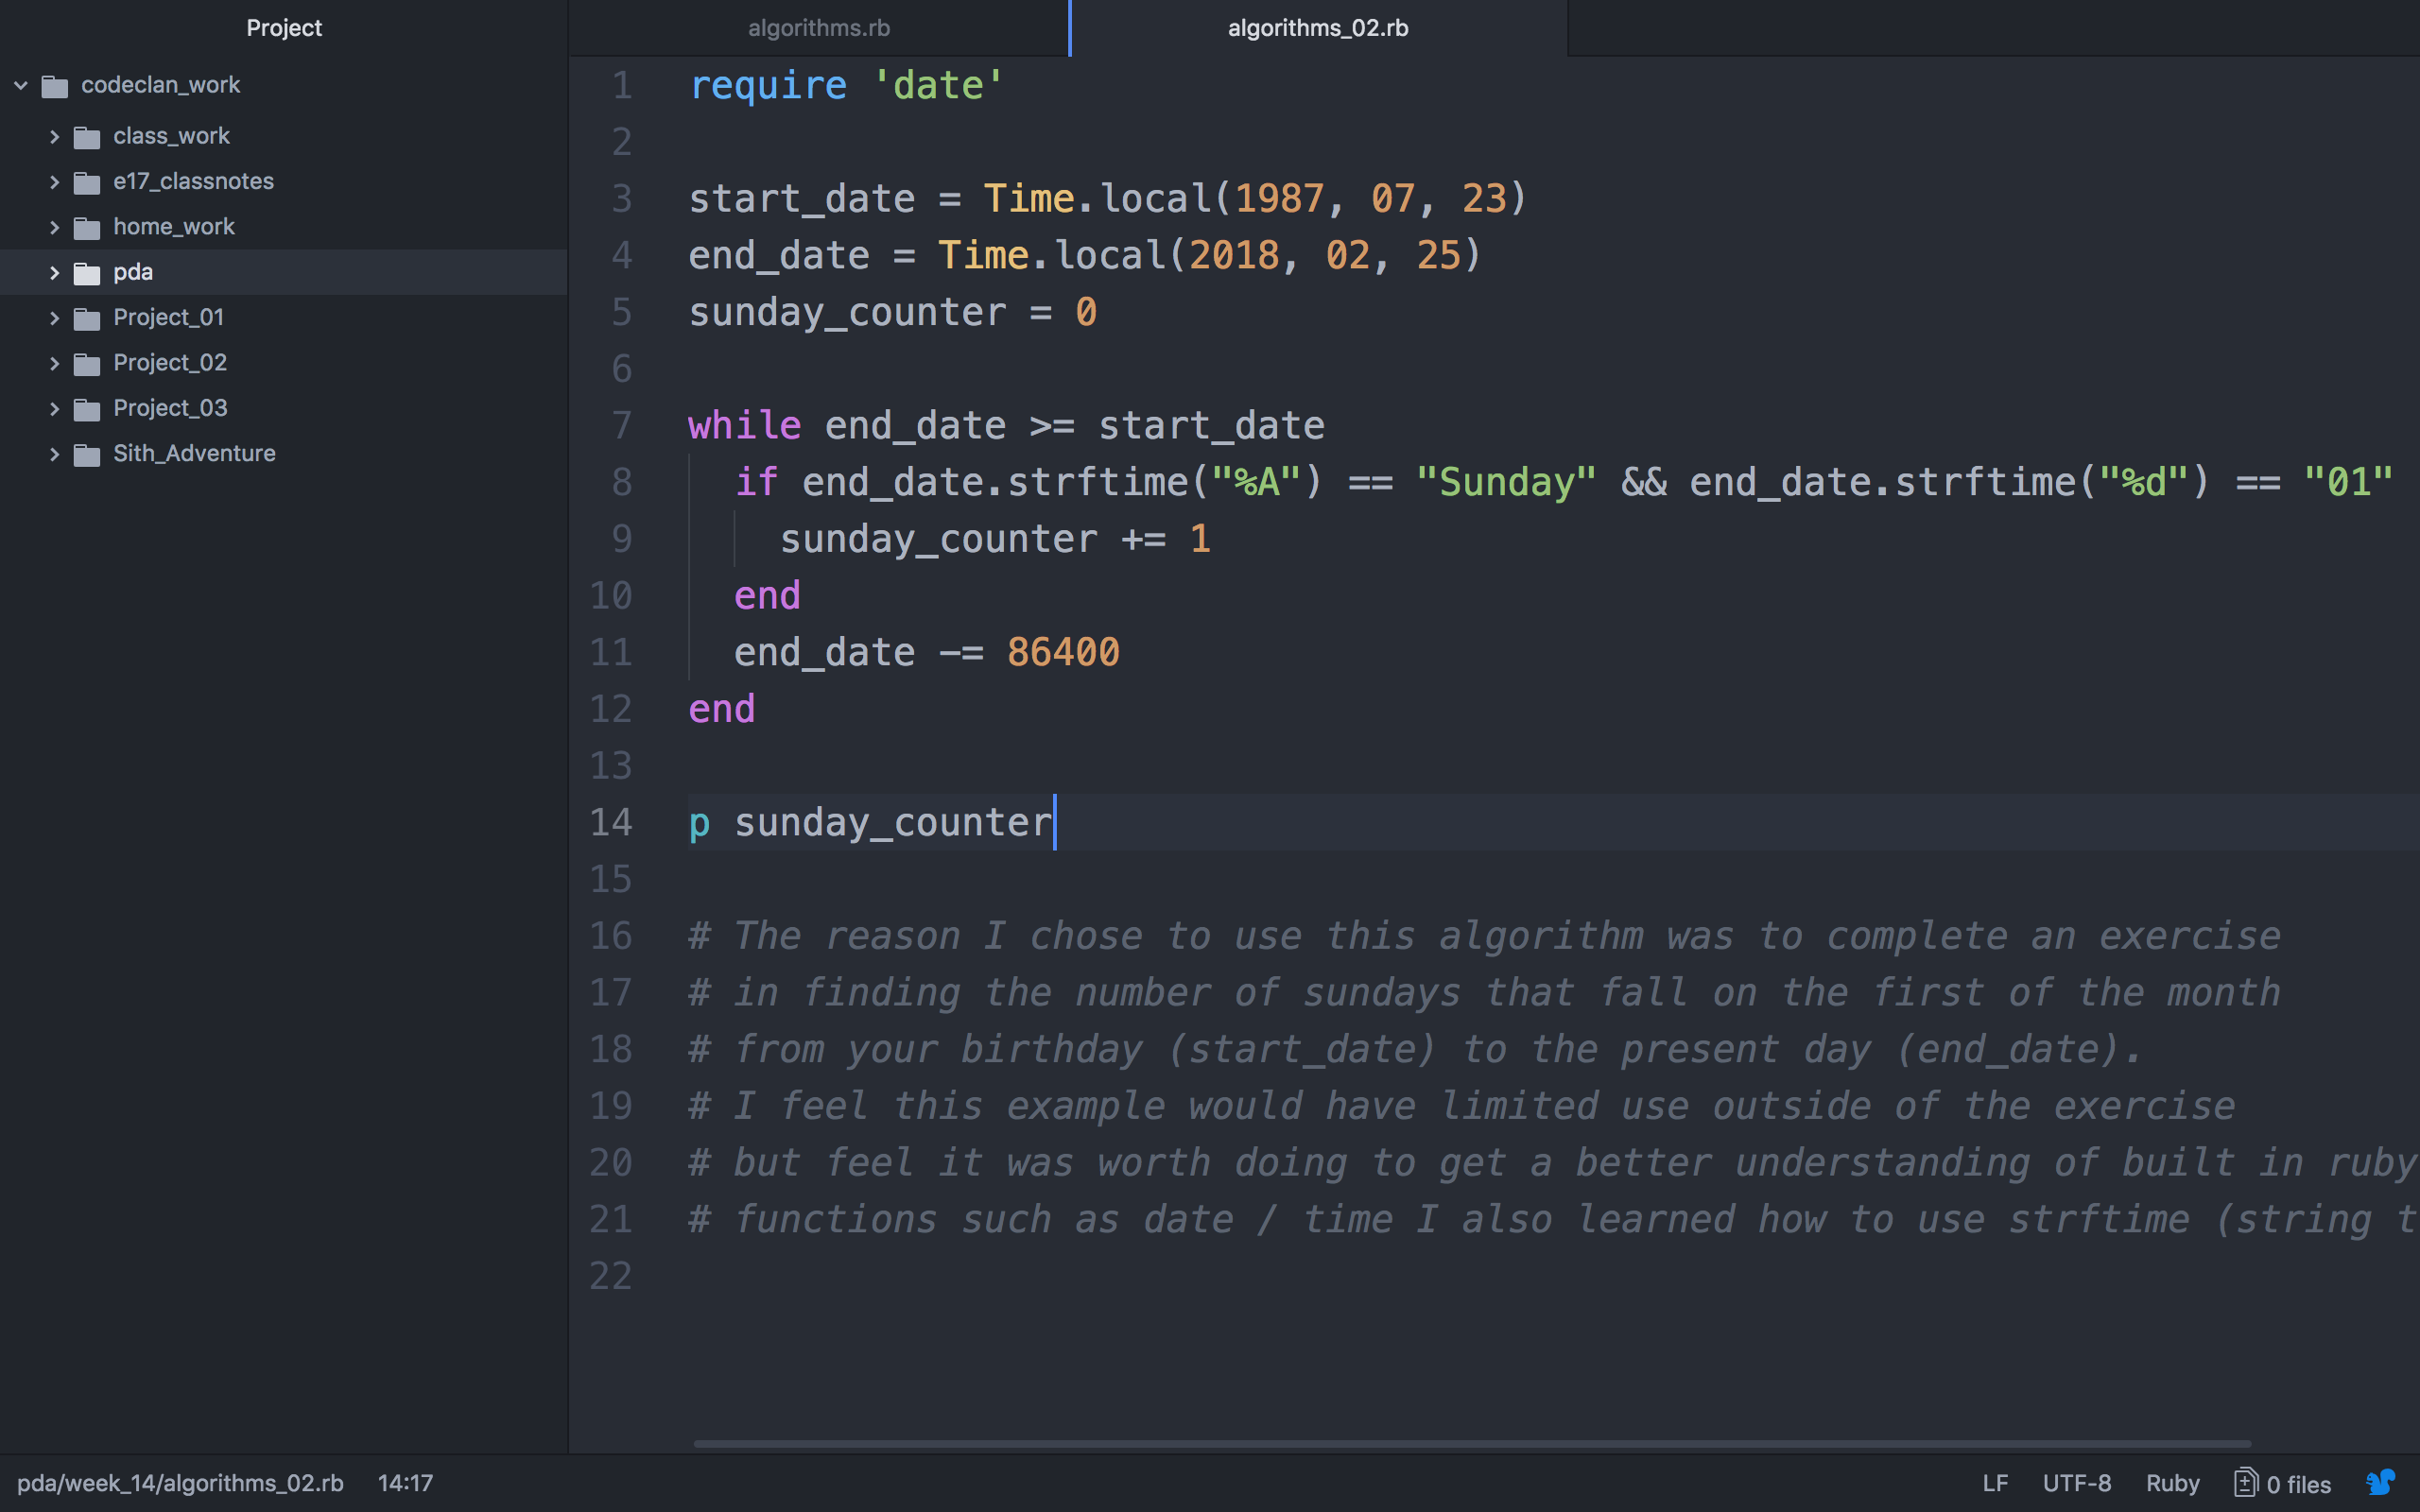 Project
codeclan_work
class_work
e17_classnotes
home_work
pda
Project_01
Project_02
Project_03
Sith_Adventure
algorithms.rb
algorithms_02.rb
1 require 'date'
2
3 start_date = Time.local(1987, 07, 23)
4 end_date = Time.local(2018, 02, 25)
5 sunday_counter = 0
6
7 while end_date >= start_date
8 if end_date.strftime("%A") == "Sunday" && end_date.strftime("%d") == "01"
9 sunday_counter += 1
10 end
11 end_date -= 86400
12 end
13
14 p sunday_counter
15
16 # The reason I chose to use this algorithm was to complete an exercise
17 # in finding the number of sundays that fall on the first of the month
18 # from your birthday (start_date) to the present day (end_date).
19 # I feel this example would have limited use outside of the exercise
20 # but feel it was worth doing to get a better understanding of built in ruby
21 # functions such as date / time I also learned how to use strftime (string t
22
pda/week_14/algorithms_02.rb 14:17
LF UTF-8 Ruby 0 files